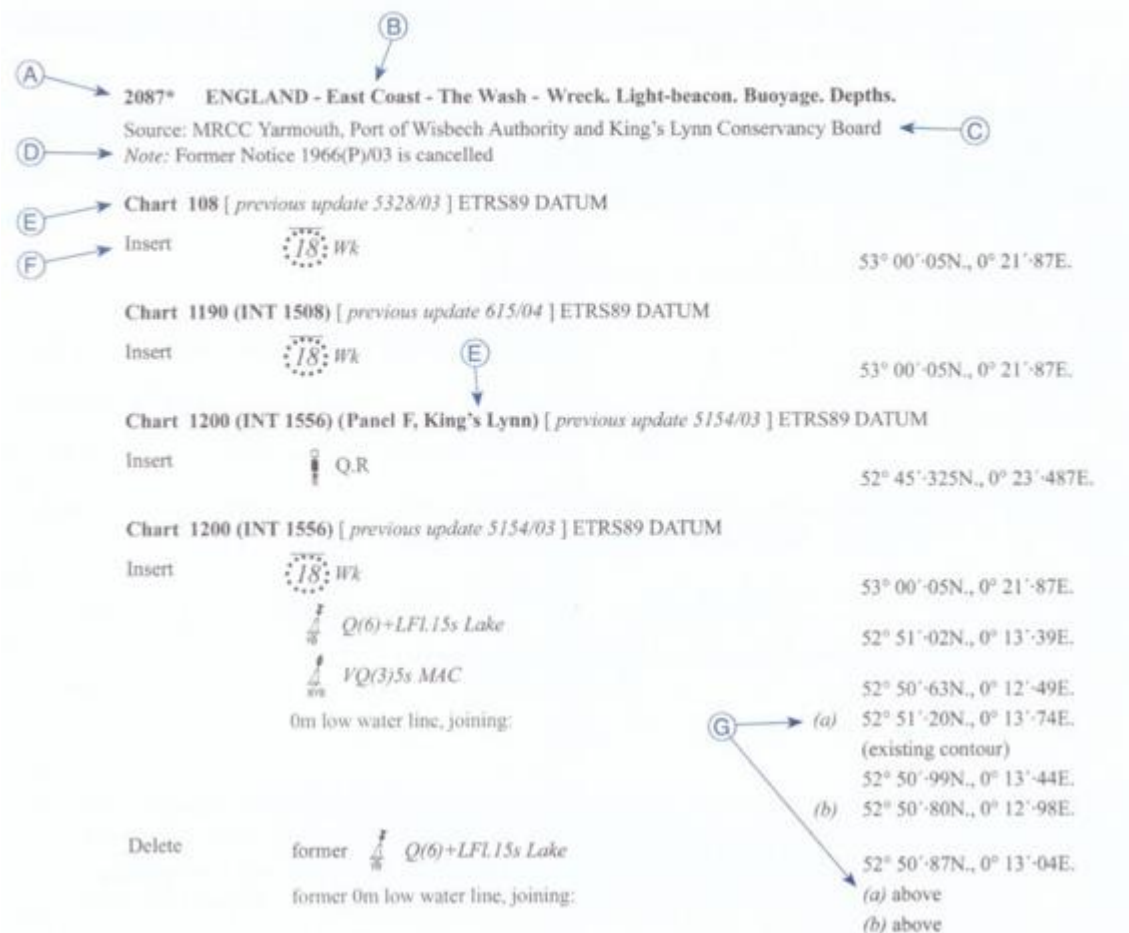 B
A
2087* ENGLAND - East Coast - The Wash - Wreck. Light-beacon. Buoyage. Depths.
Source: MRCC Yarmouth, Port of Wisbech Authority and King's Lynn Conservancy Board
C
D
Note: Former Notice 1966(P)/03 is cancelled
E
Chart 108 [ previous update 5328/03 ] ETRS89 DATUM
F
Insert 18 Wk 53° 00´·05N., 0° 21´·87E.
Chart 1190 (INT 1508) [ previous update 615/04 ] ETRS89 DATUM
Insert 18 Wk 53° 00´·05N., 0° 21´·87E.
E
Chart 1200 (INT 1556) (Panel F, King's Lynn) [ previous update 5154/03 ] ETRS89 DATUM
Insert Q.R 52° 45´·325N., 0° 23´·487E.
Chart 1200 (INT 1556) [ previous update 5154/03 ] ETRS89 DATUM
Insert 18 Wk 53° 00´·05N., 0° 21´·87E.
YB Q(6)+LFl.15s Lake 52° 51´·02N., 0° 13´·39E.
BYB VQ(3)5s MAC 52° 50´·63N., 0° 12´·49E.
0m low water line, joining: G (a) 52° 51´·20N., 0° 13´·74E.
(existing contour)
52° 50´·99N., 0° 13´·44E.
(b) 52° 50´·80N., 0° 12´·98E.
Delete former YB Q(6)+LFl.15s Lake 52° 50´·87N., 0° 13´·04E.
former 0m low water line, joining: (a) above
(b) above